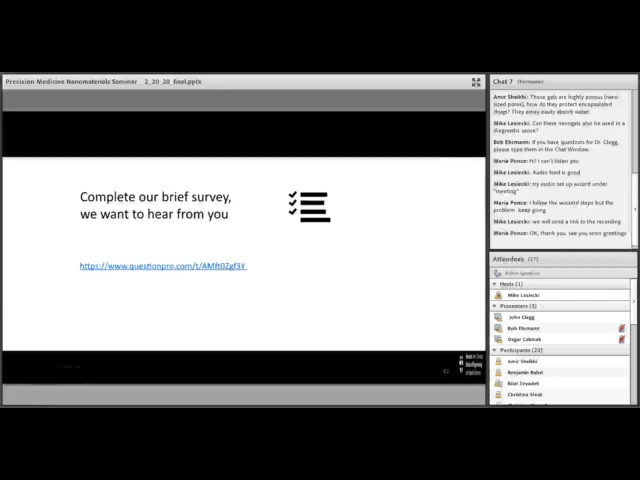 Precision Medicine Nanomaterials Seminar _2_20_20_final.pptx
Complete our brief survey,
we want to hear from you
https://www.questionpro.com/t/AMft0Zgf3Y
Chat 7
Amir Sheikhi: These gels are highly porous (nano-
sized pores), how do they protect encapsulated
drugs? They amay easily absorb water.
Mike Lesiecki: Can these nanogels also be used in a
diagnostic sense?
Bob Ehrmann: If you have questions for Dr. Clegg,
please type them in the Chat Window.
Maria Ponce: Hi! I can't listen you.
Mike Lesiecki: Audio feed is good
Mike Lesiecki: try audio set up wizard under
"meeting"
Maria Ponce: I follow the wizzard steps but the
problem keep going
Mike Lesiecki: we will send a link to the recording.
Maria Ponce: OK, thank you, see you soon greetings
Attendees (27)
Active Speakers
Hosts (1)
Mike Lesiecki
Presenters (3)
John Clegg
Bob Ehrmann
Ozgur Cakmak
Participants (23)
Amir Sheikhi
Benjamin
Bilal Zeyadeh
Christina